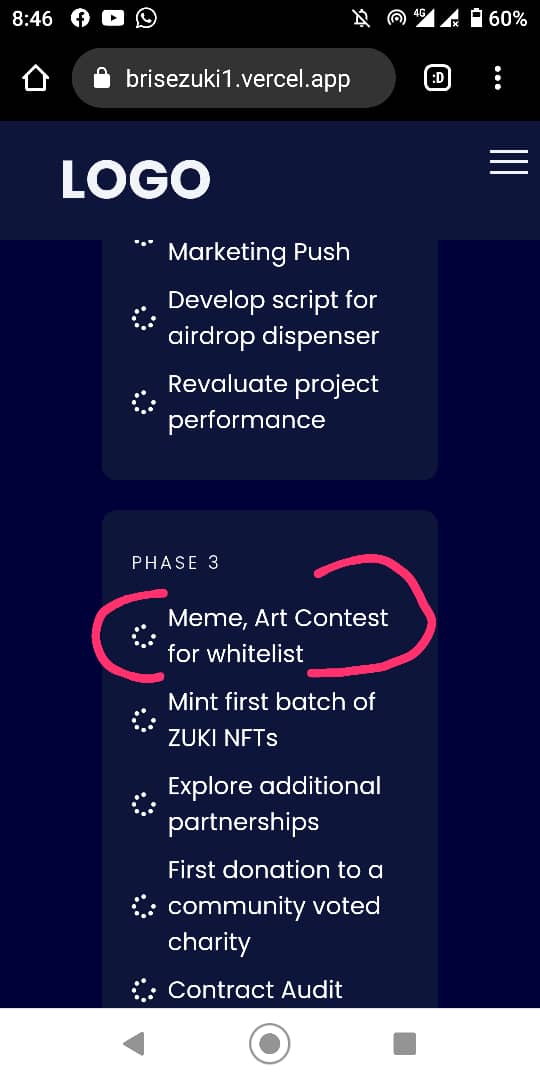 8:46
4G
60%
brisezuki1.vercel.app
:D
LOGO
Marketing Push
Develop script for
airdrop dispenser
Revaluate project
performance
PHASE 3
Meme, Art Contest
for whitelist
Mint first batch of
ZUKI NFTs
Explore additional
partnerships
First donation to a
community voted
charity
Contract Audit